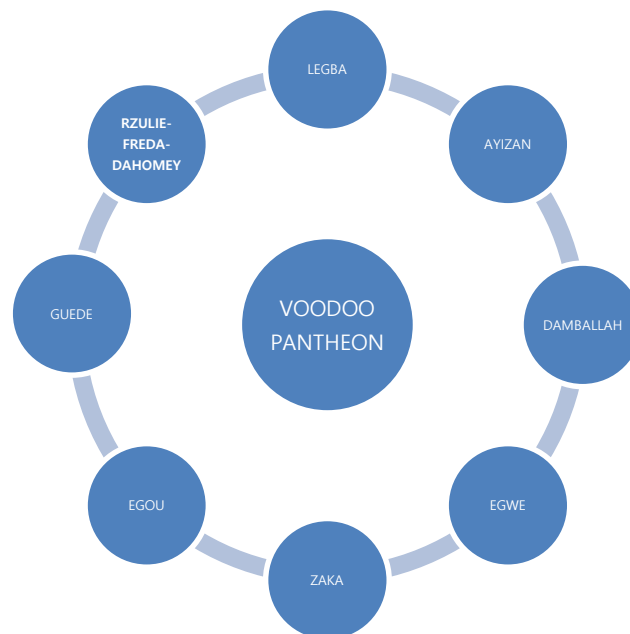 LEGBA
AYIZAN
DAMBALLAH
EGWE
ZAKA
EGOU
GUEDE
RZULIE-
FREDA-
DAHOMEY
VOODOO
PANTHEON